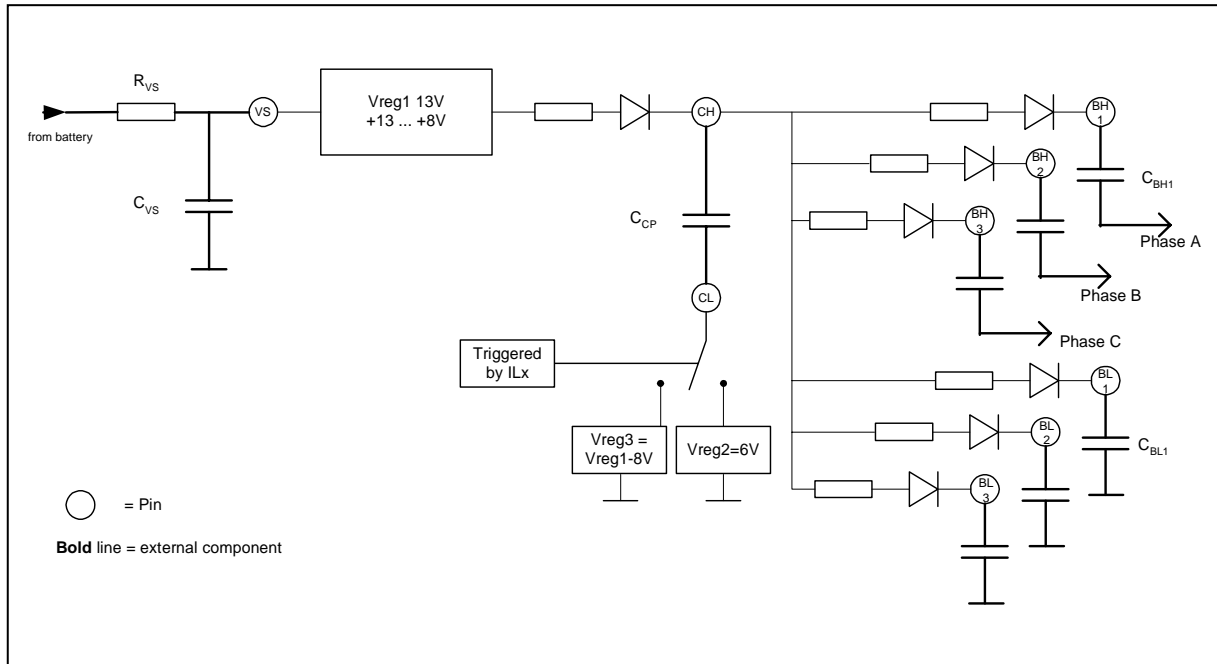 R_VS
from battery
VS
Vreg1 13V
+13 ... +8V
CH
BH
1
C_BH1
Phase A
BH
2
Phase B
BH
3
Phase C
C_VS
C_CP
CL
Triggered
by ILx
Vreg3 =
Vreg1-8V
Vreg2=6V
BL
1
C_BL1
BL
2
BL
3
= Pin
Bold line = external component